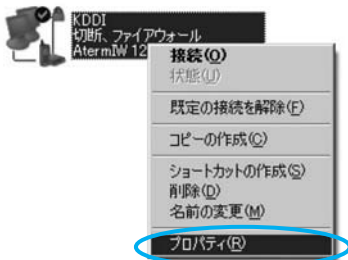 KDDI
切断、ファイアウォール
AtermIW 12
接続(O)
状態(U)
既定の接続を解除(F)
コピーの作成(C)
ショートカットの作成(S)
削除(D)
名前の変更(M)
プロパティ(R)